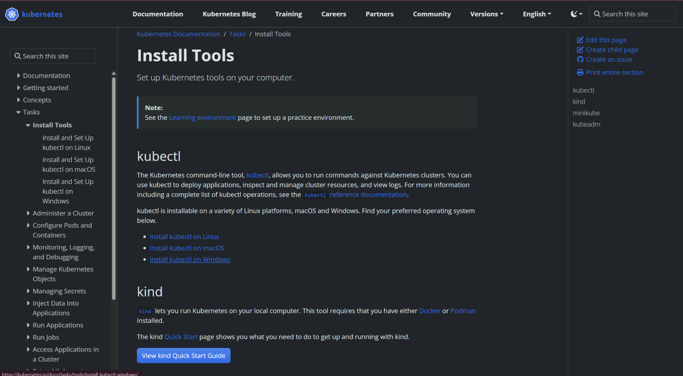 kubernetes
Documentation
Kubernetes Blog
Training
Careers
Partners
Community
Versions
English
Search this site
Search this site
Documentation
Getting started
Concepts
Tasks
Install Tools
Install and Set Up
kubectl on Linux
Install and Set Up
kubectl on macOS
Install and Set Up
kubectl on
Windows
Administer a Cluster
Configure Pods and
Containers
Monitoring, Logging,
and Debugging
Manage Kubernetes
Objects
Managing Secrets
Inject Data Into
Applications
Run Applications
Run Jobs
Access Applications in
a Cluster
Kubernetes Documentation / Tasks / Install Tools
Install Tools
Set up Kubernetes tools on your computer.
Note:
See the Learning environment page to set up a practice environment.
kubectl
The Kubernetes command-line tool, kubectl, allows you to run commands against Kubernetes clusters. You can
use kubectl to deploy applications, inspect and manage cluster resources, and view logs. For more information
including a complete list of kubectl operations, see the kubectl reference documentation.
kubectl is installable on a variety of Linux platforms, macOS and Windows. Find your preferred operating system
below.
Install kubectl on Linux
Install kubectl on macOS
Install kubectl on Windows
kind
kind lets you run Kubernetes on your local computer. This tool requires that you have either Docker or Podman
installed.
The kind Quick Start page shows you what you need to do to get up and running with kind.
View kind Quick Start Guide
Edit this page
Create child page
Create an issue
Print entire section
kubectl
kind
minikube
kubeadm
https://kubernetes.io/docs/tasks/tools/install-kubectl-windows/